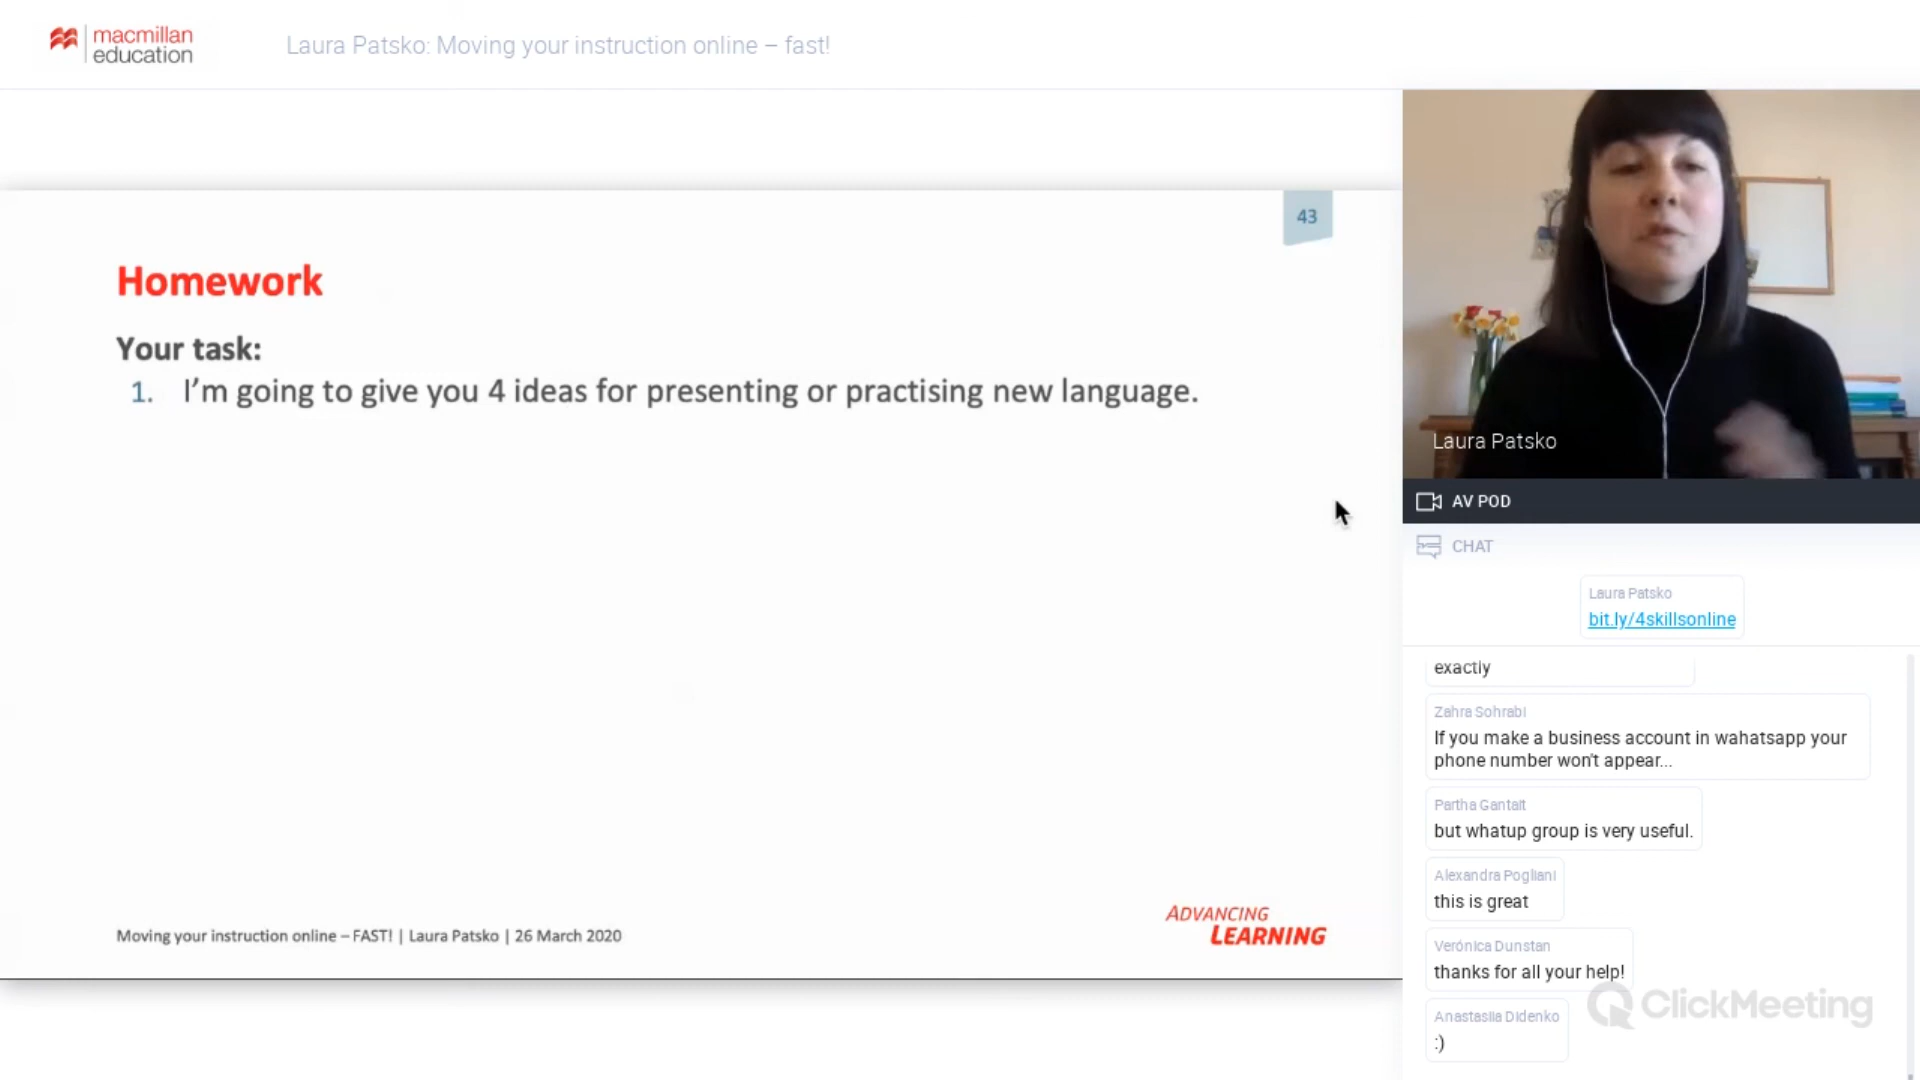 macmillan
education
Laura Patsko: Moving your instruction online – fast!
43
Homework
Your task:
1. I'm going to give you 4 ideas for presenting or practising new language.
Moving your instruction online – FAST! | Laura Patsko | 26 March 2020
ADVANCING
LEARNING
Laura Patsko
AV POD
CHAT
Laura Patsko
bit.ly/4skillsonline
exactly
Zahra Sohrabi
If you make a business account in wahatsapp your
phone number won't appear...
Partha Gantait
but whatup group is very useful.
Alexandra Pogliani
this is great
Verónica Dunstan
thanks for all your help!
ClickMeeting
Anastasiia Didenko
:)